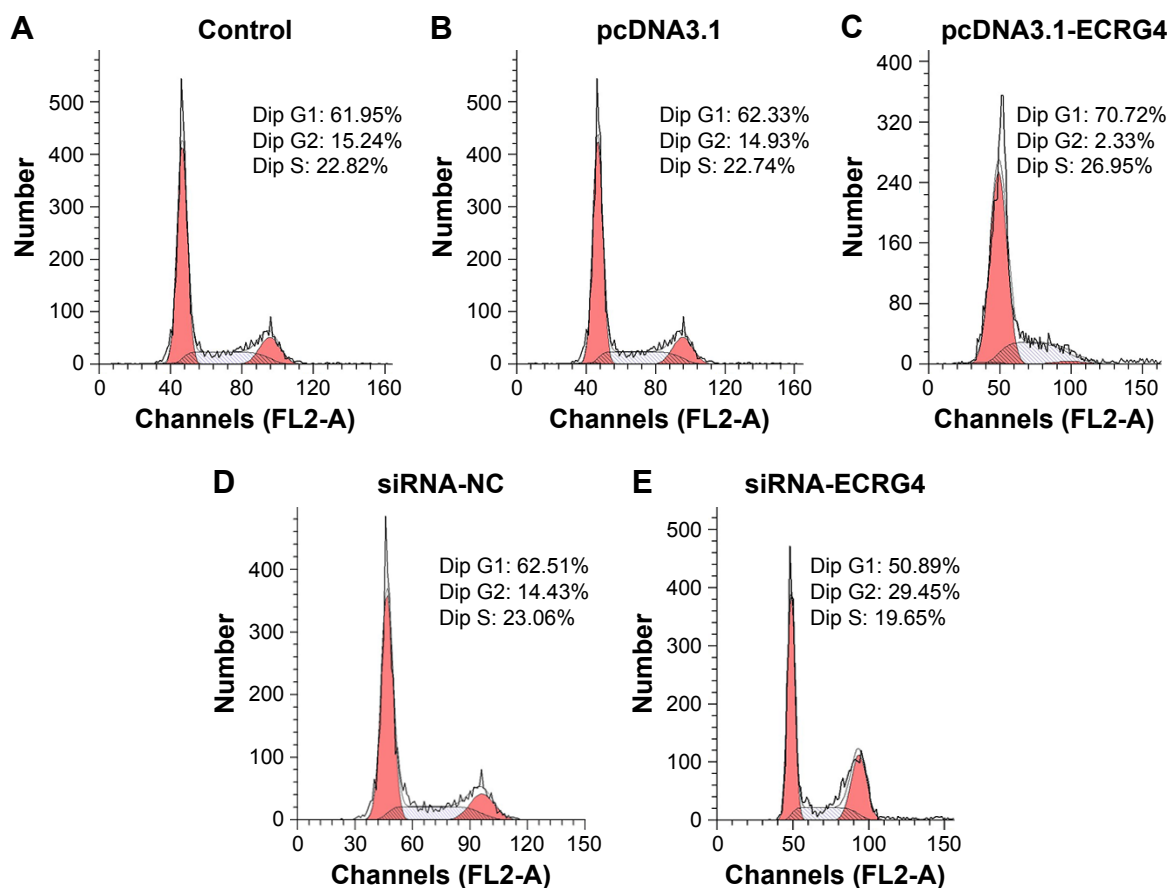 A
Control
Number
500
400
300
200
100
0
Dip G1: 61.95%
Dip G2: 15.24%
Dip S: 22.82%
0 40 80 120 160
Channels (FL2-A)
B
pcDNA3.1
Number
500
400
300
200
100
0
Dip G1: 62.33%
Dip G2: 14.93%
Dip S: 22.74%
0 40 80 120 160
Channels (FL2-A)
C
pcDNA3.1-ECRG4
Number
400
320
240
160
80
0
Dip G1: 70.72%
Dip G2: 2.33%
Dip S: 26.95%
0 50 100 150
Channels (FL2-A)
D
siRNA-NC
Number
400
300
200
100
0
Dip G1: 62.51%
Dip G2: 14.43%
Dip S: 23.06%
0 30 60 90 120 150
Channels (FL2-A)
E
siRNA-ECRG4
Number
500
400
300
200
100
0
Dip G1: 50.89%
Dip G2: 29.45%
Dip S: 19.65%
0 50 100 150
Channels (FL2-A)